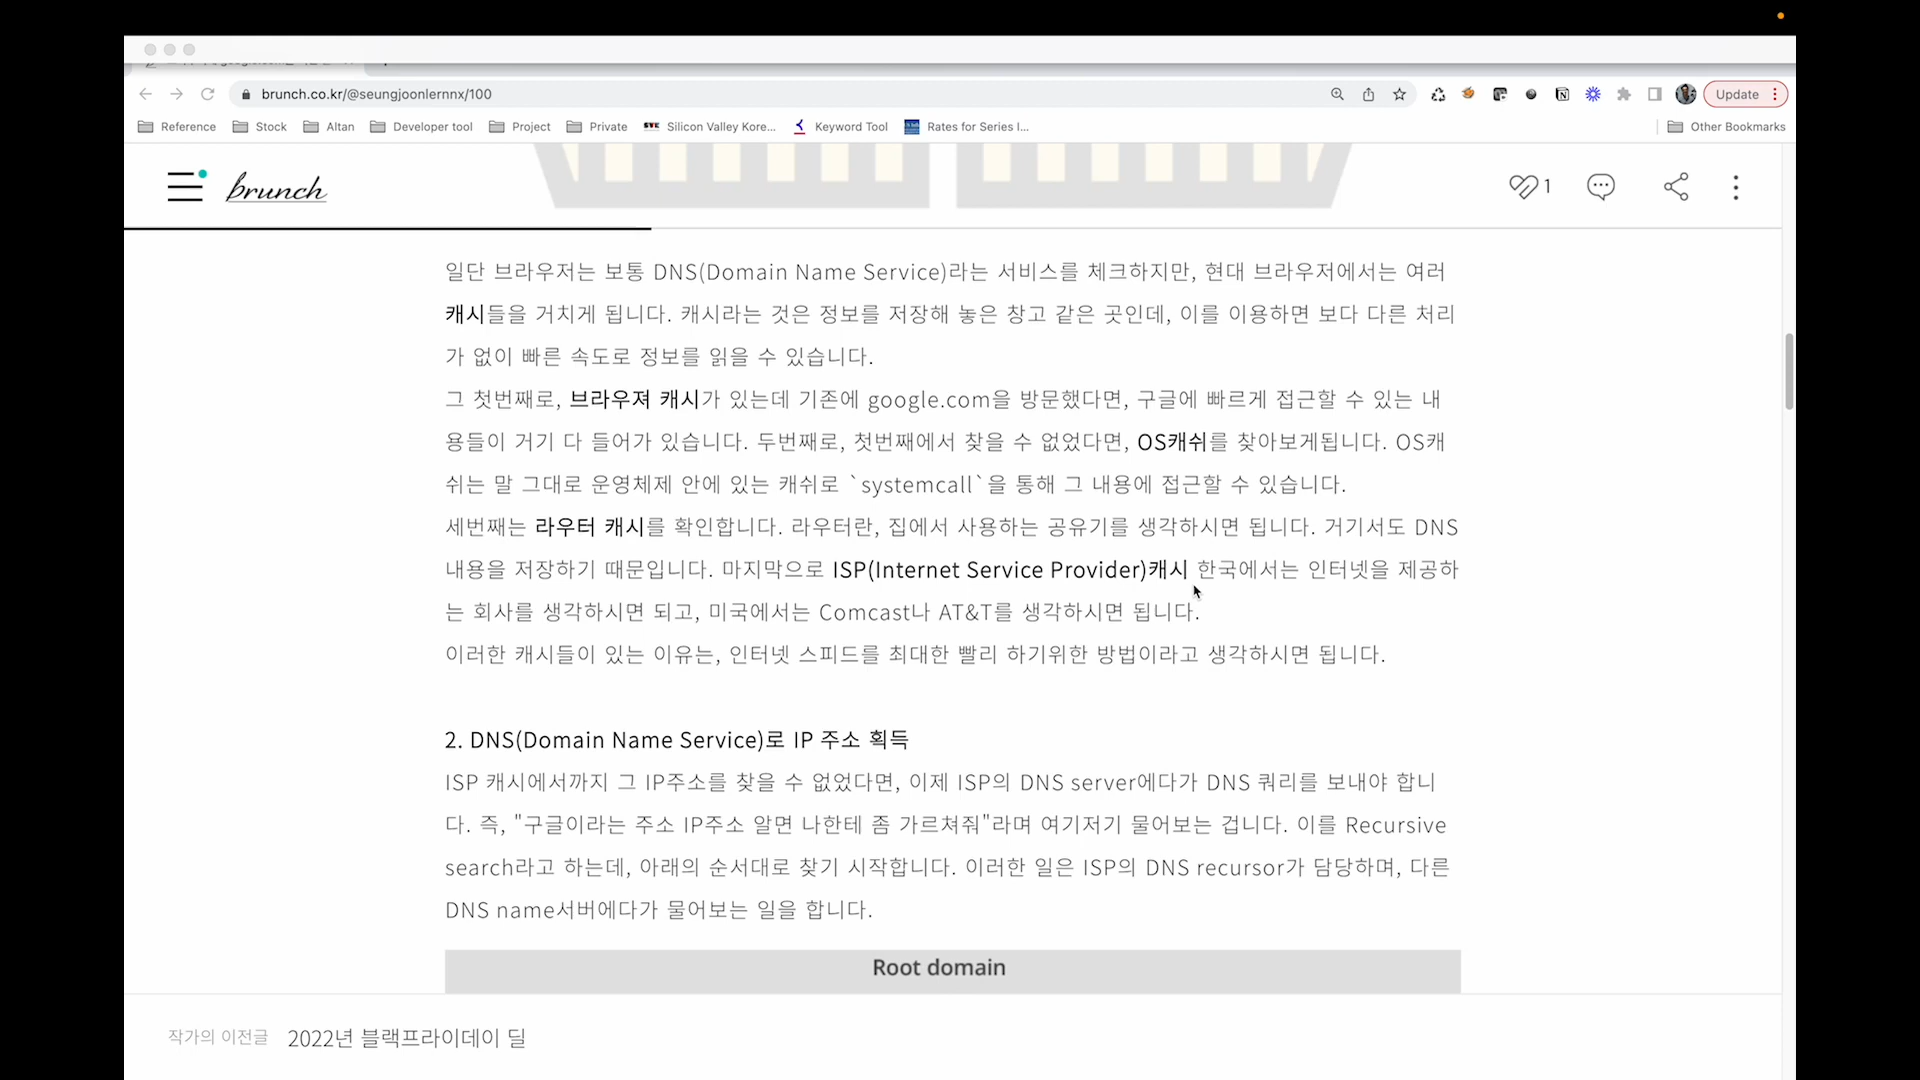 brunch.co.kr/@seungjoonlernnx/100
Update
Reference
Stock
Altan
Developer tool
Project
Private
Silicon Valley Kore...
Keyword Tool
Rates for Series I...
Other Bookmarks
brunch
1
일단 브라우저는 보통 DNS(Domain Name Service)라는 서비스를 체크하지만, 현대 브라우저에서는 여러
캐시들을 거치게 됩니다. 캐시라는 것은 정보를 저장해 놓은 창고 같은 곳인데, 이를 이용하면 보다 다른 처리
가 없이 빠른 속도로 정보를 읽을 수 있습니다.
그 첫번째로, 브라우져 캐시가 있는데 기존에 google.com을 방문했다면, 구글에 빠르게 접근할 수 있는 내
용들이 거기 다 들어가 있습니다. 두번째로, 첫번째에서 찾을 수 없었다면, OS캐쉬를 찾아보게됩니다. OS캐
쉬는 말 그대로 운영체제 안에 있는 캐쉬로 `systemcall`을 통해 그 내용에 접근할 수 있습니다.
세번째는 라우터 캐시를 확인합니다. 라우터란, 집에서 사용하는 공유기를 생각하시면 됩니다. 거기서도 DNS
내용을 저장하기 때문입니다. 마지막으로 ISP(Internet Service Provider)캐시 한국에서는 인터넷을 제공하
는 회사를 생각하시면 되고, 미국에서는 Comcast나 AT&T를 생각하시면 됩니다.
이러한 캐시들이 있는 이유는, 인터넷 스피드를 최대한 빨리 하기위한 방법이라고 생각하시면 됩니다.
2. DNS(Domain Name Service)로 IP 주소 획득
ISP 캐시에서까지 그 IP주소를 찾을 수 없었다면, 이제 ISP의 DNS server에다가 DNS 쿼리를 보내야 합니
다. 즉, "구글이라는 주소 IP주소 알면 나한테 좀 가르쳐줘"라며 여기저기 물어보는 겁니다. 이를 Recursive
search라고 하는데, 아래의 순서대로 찾기 시작합니다. 이러한 일은 ISP의 DNS recursor가 담당하며, 다른
DNS name서버에다가 물어보는 일을 합니다.
Root domain
작가의 이전글 2022년 블랙프라이데이 딜